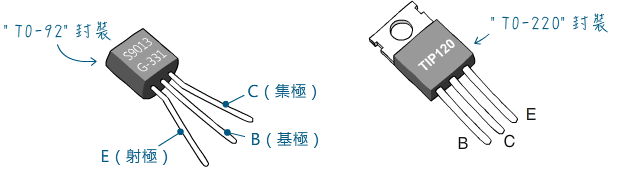 "TO-92" 封裝
S9013
G-331
C（集極）
B（基極）
E（射極）
"TO-220" 封裝
TIP120
E
C
B